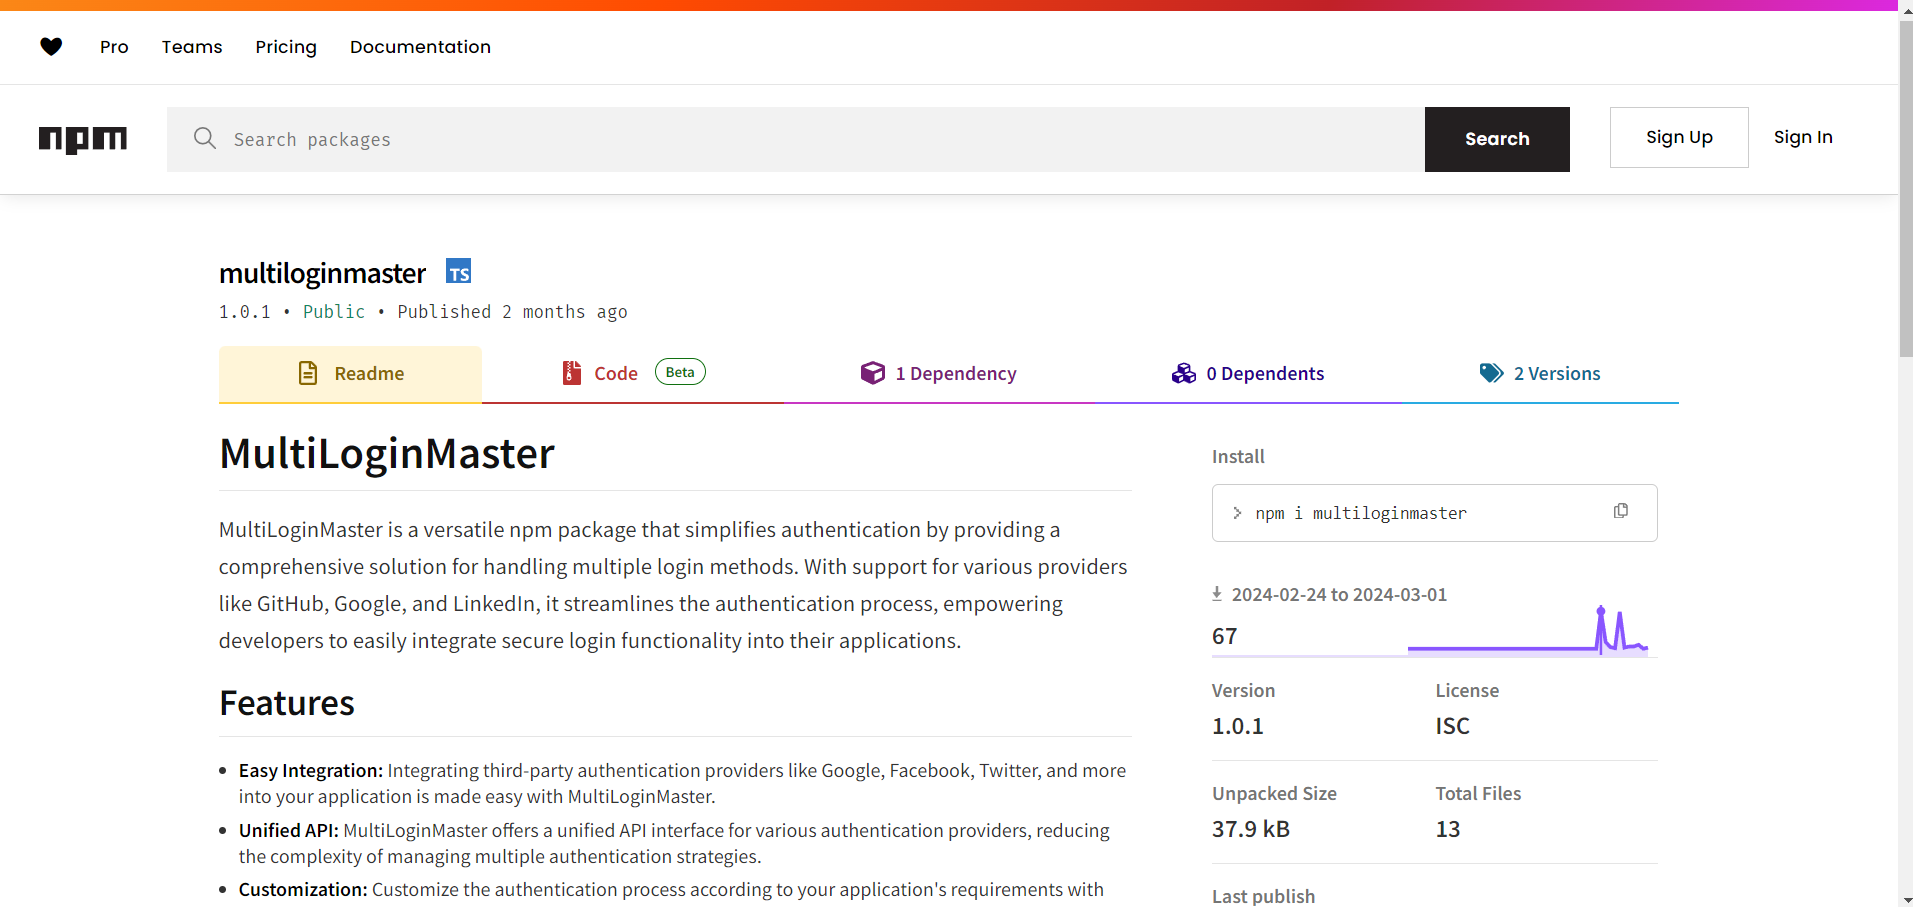 Pro Teams Pricing Documentation
npm Search packages Search Sign Up Sign In
multiloginmaster TS
1.0.1 • Public • Published 2 months ago
Readme Code Beta 1 Dependency 0 Dependents 2 Versions
MultiLoginMaster
MultiLoginMaster is a versatile npm package that simplifies authentication by providing a
comprehensive solution for handling multiple login methods. With support for various providers
like GitHub, Google, and LinkedIn, it streamlines the authentication process, empowering
developers to easily integrate secure login functionality into their applications.
Features
• Easy Integration: Integrating third-party authentication providers like Google, Facebook, Twitter, and more
into your application is made easy with MultiLoginMaster.
• Unified API: MultiLoginMaster offers a unified API interface for various authentication providers, reducing
the complexity of managing multiple authentication strategies.
• Customization: Customize the authentication process according to your application's requirements with
Install
> npm i multiloginmaster
2024-02-24 to 2024-03-01
67
Version License
1.0.1 ISC
Unpacked Size Total Files
37.9 kB 13
Last publish